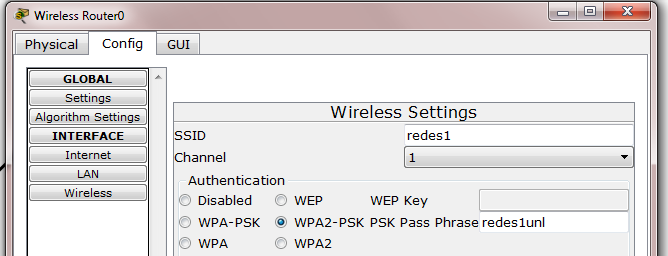 Wireless Router0
Physical Config GUI
GLOBAL
Settings
Algorithm Settings
INTERFACE
Internet
LAN
Wireless
Wireless Settings
SSID redes1
Channel 1
Authentication
Disabled WEP WEP Key
WPA-PSK WPA2-PSK PSK Pass Phrase redes1unl
WPA WPA2